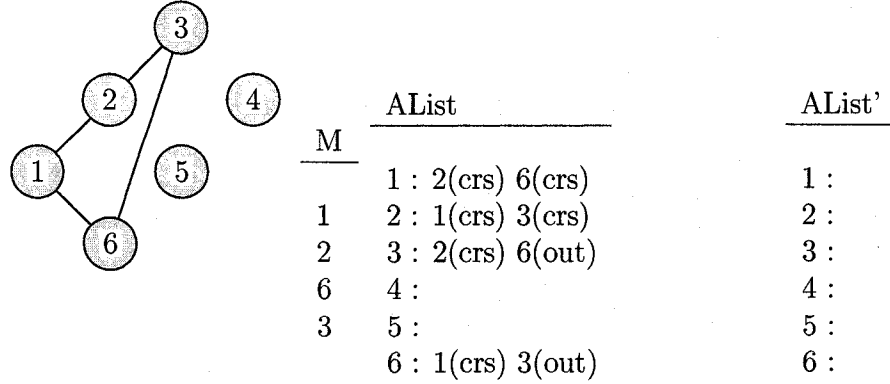 3
2
4
1
5
6
AList
AList'
M
1 : 2(crs) 6(crs)
1 :
1
2 : 1(crs) 3(crs)
2 :
2
3 : 2(crs) 6(out)
3 :
6
4 :
4 :
3
5 :
5 :
6 : 1(crs) 3(out)
6 :